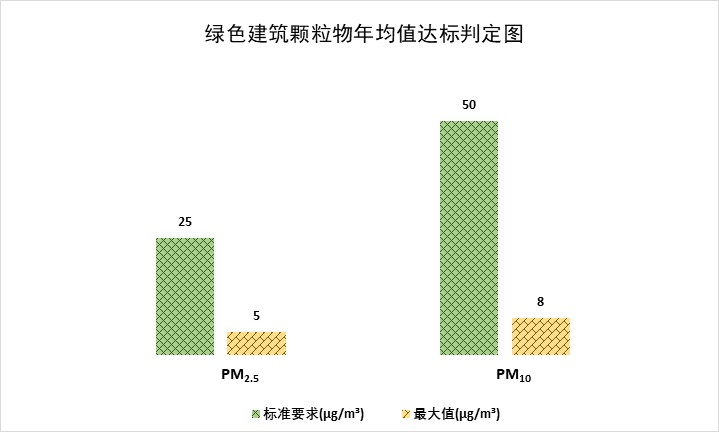 绿色建筑颗粒物年均值达标判定图
50
25
5
8
PM₂.₅
PM₁₀
标准要求(μg/m³)
最大值(μg/m³)